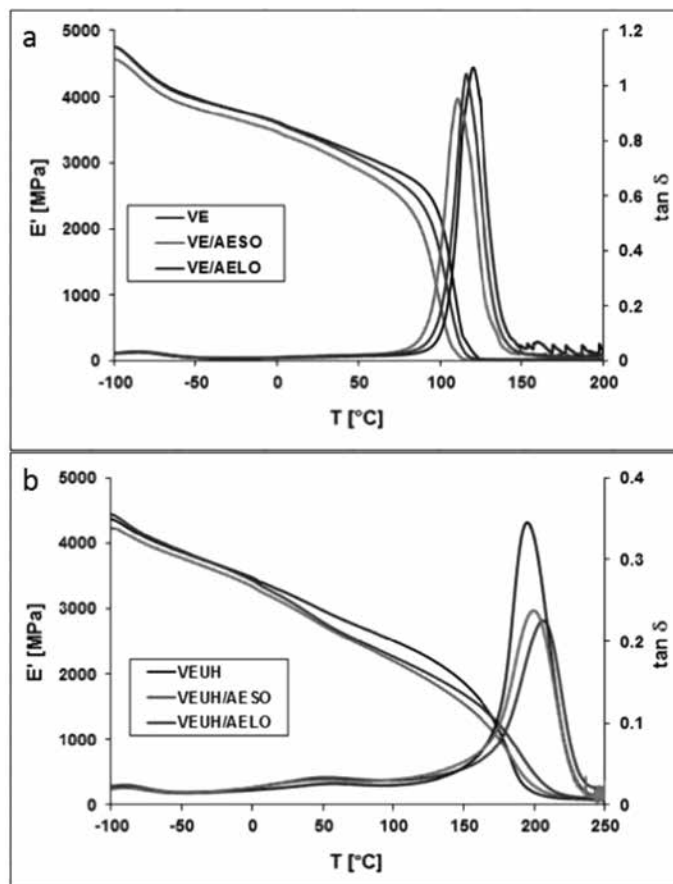 a
5000
4000
3000
2000
1000
0
E' [MPa]
1.2
1
0.8
0.6
0.4
0.2
0
tan δ
VE
VE/AESO
VE/AELO
-100 -50 0 50 100 150 200
T [°C]
b
5000
4000
3000
2000
1000
0
E' [MPa]
0.4
0.3
0.2
0.1
0
tan δ
VEUH
VEUH/AESO
VEUH/AELO
-100 -50 0 50 100 150 200 250
T [°C]